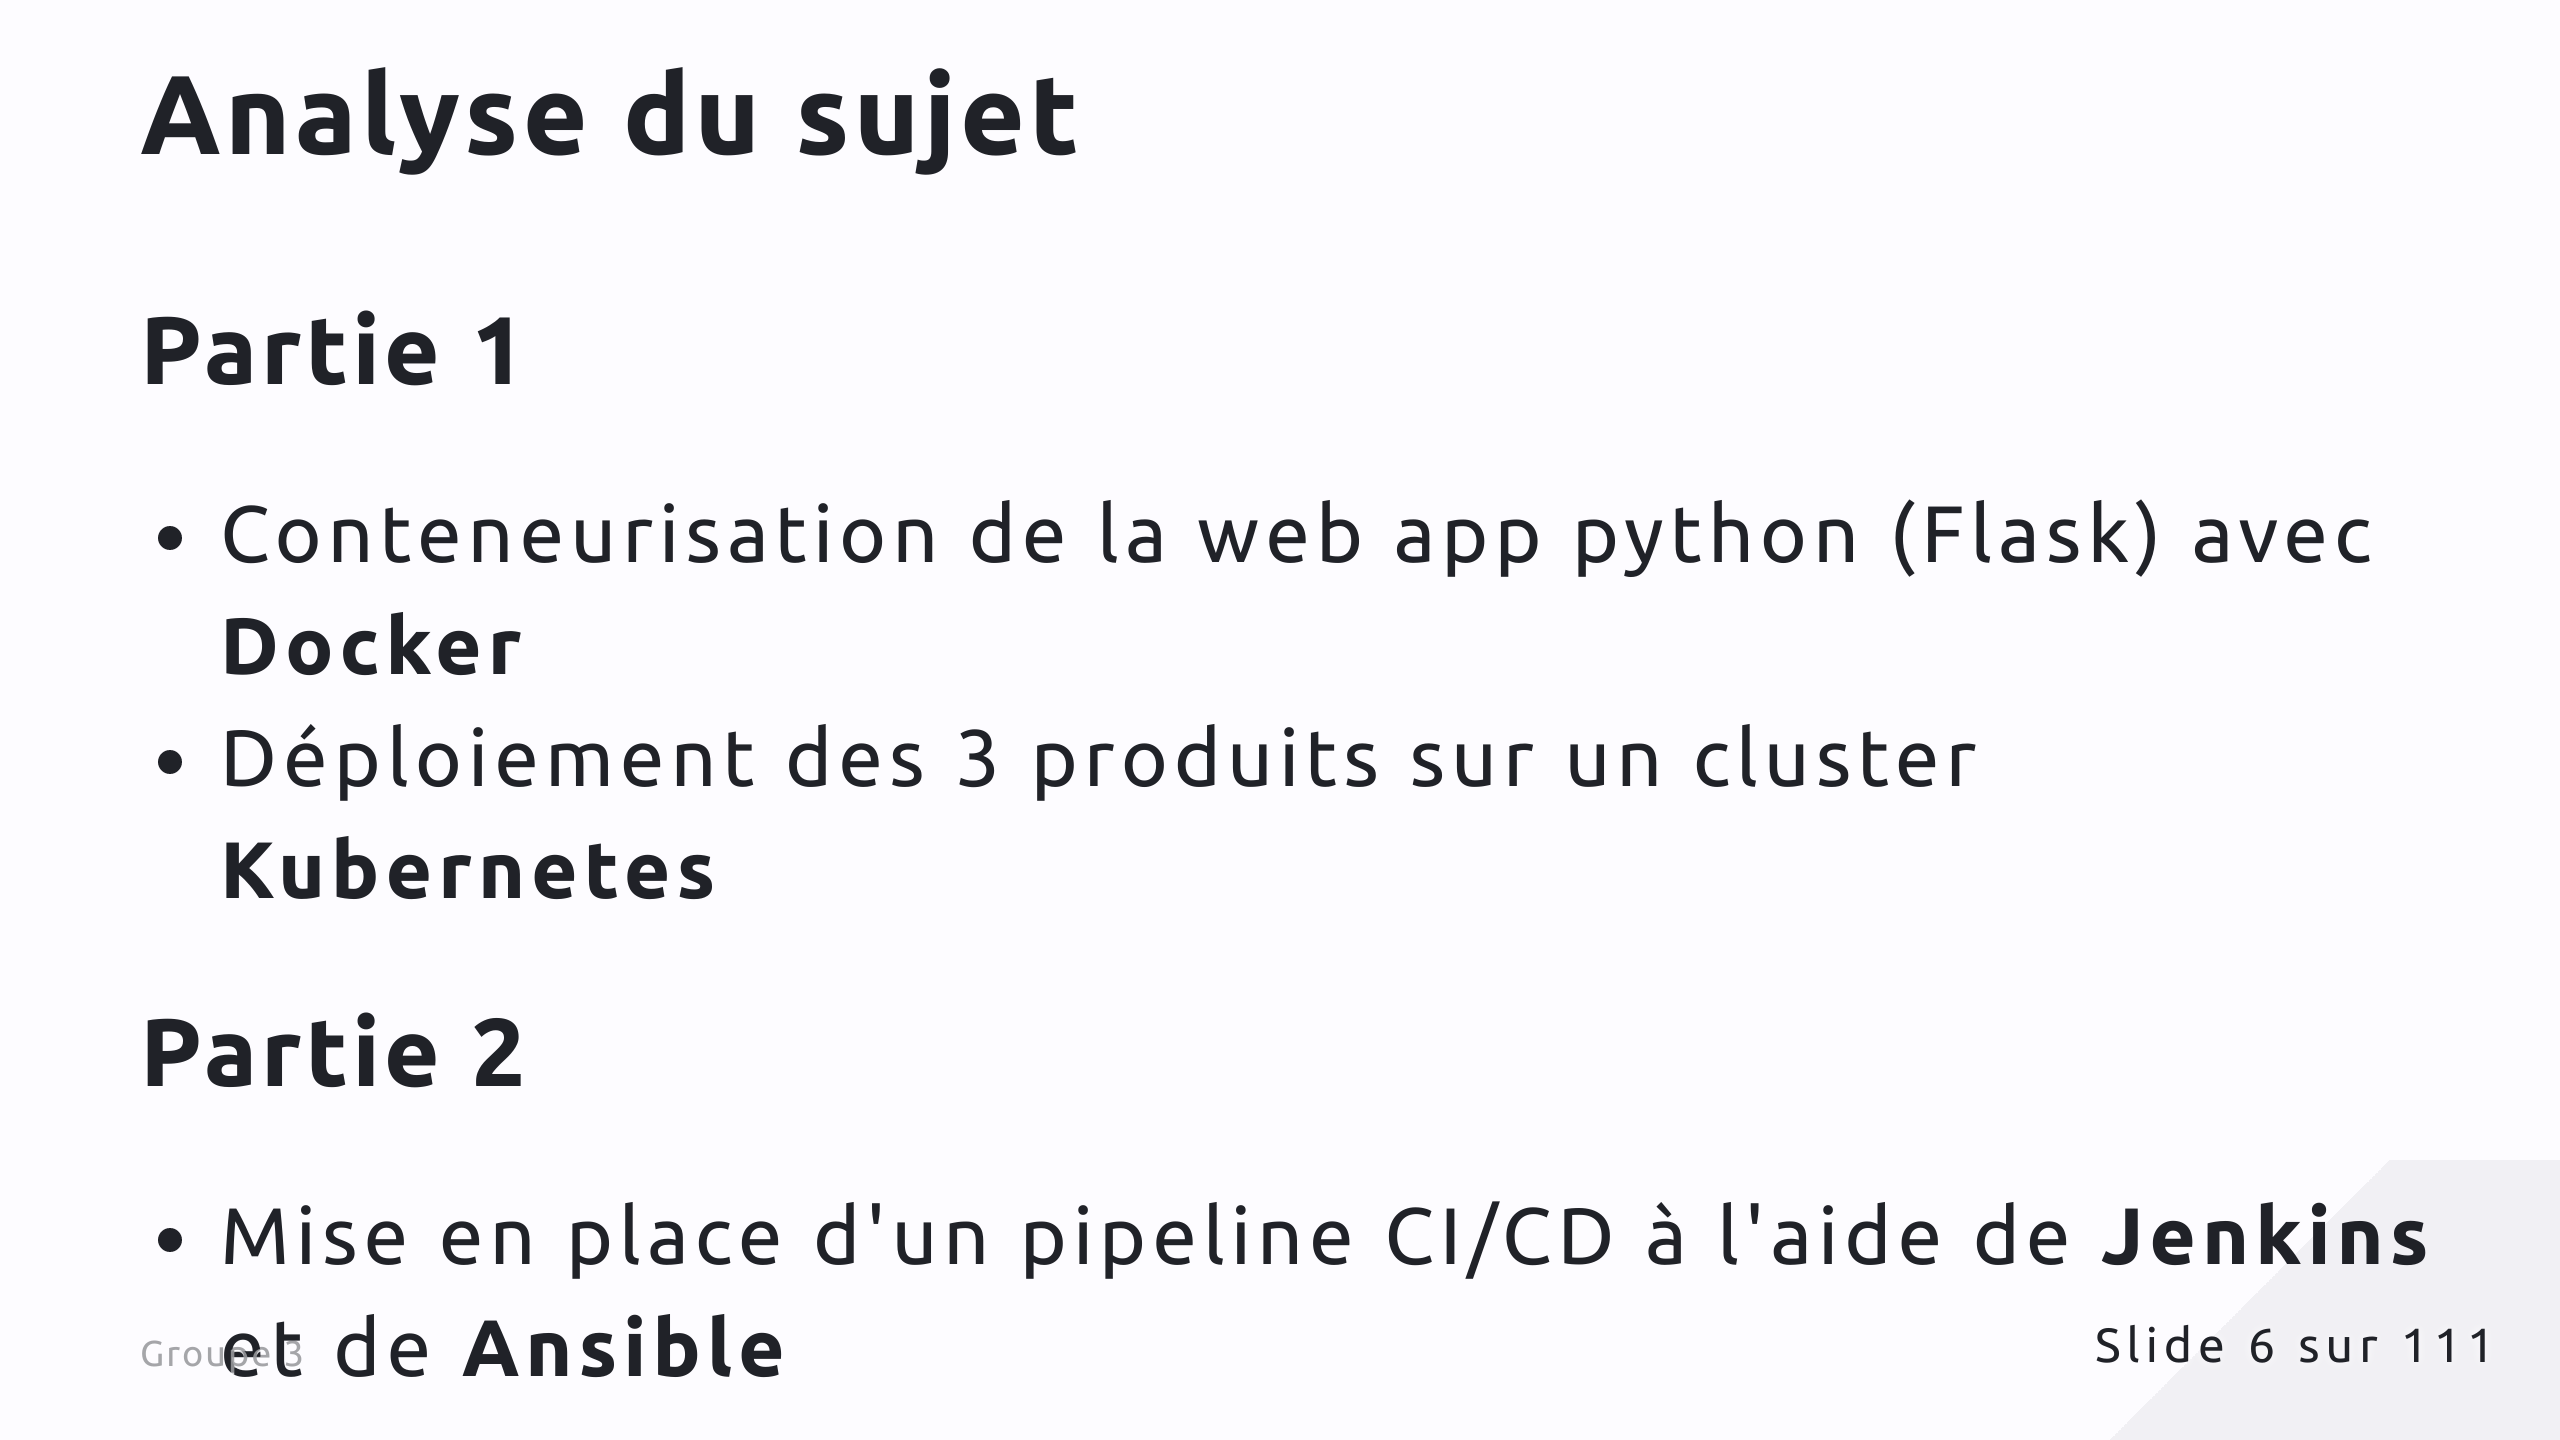 Analyse du sujet
Partie 1
• Conteneurisation de la web app python (Flask) avec
Docker
• Déploiement des 3 produits sur un cluster
Kubernetes
Partie 2
• Mise en place d'un pipeline CI/CD à l'aide de Jenkins
et de Ansible
Groupe 3
Slide 6 sur 111